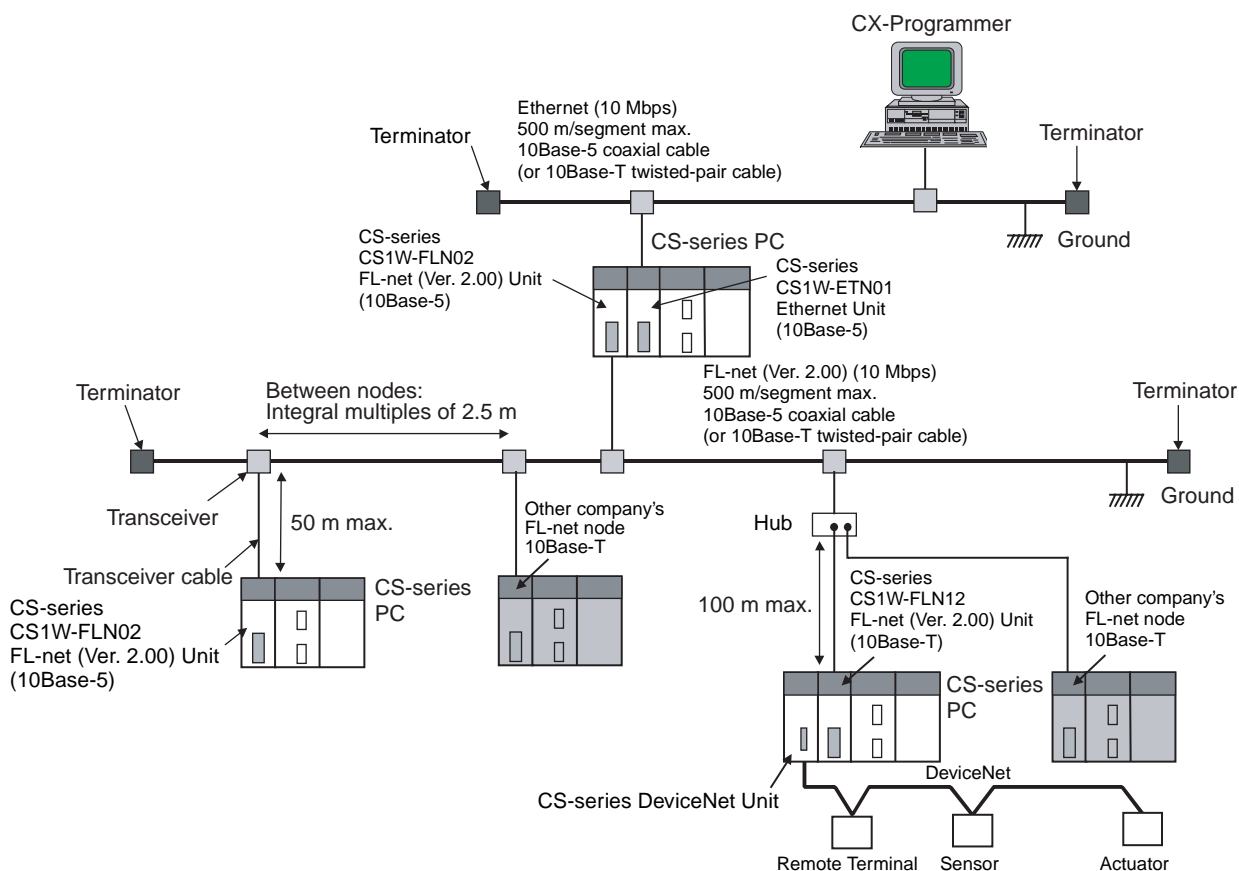 CX-Programmer
Ethernet (10 Mbps)
500 m/segment max.
10Base-5 coaxial cable
(or 10Base-T twisted-pair cable)
Terminator
Terminator
Ground
CS-series
CS1W-FLN02
FL-net (Ver. 2.00) Unit
(10Base-5)
CS-series PC
CS-series
CS1W-ETN01
Ethernet Unit
(10Base-5)
FL-net (Ver. 2.00) (10 Mbps)
500 m/segment max.
10Base-5 coaxial cable
(or 10Base-T twisted-pair cable)
Terminator
Between nodes:
Integral multiples of 2.5 m
Terminator
Ground
Transceiver
50 m max.
Other company's
FL-net node
10Base-T
Hub
Transceiver cable
CS-series
PC
CS-series
CS1W-FLN02
FL-net (Ver. 2.00) Unit
(10Base-5)
100 m max.
CS-series
CS1W-FLN12
FL-net (Ver. 2.00) Unit
(10Base-T)
Other company's
FL-net node
10Base-T
CS-series
PC
CS-series DeviceNet Unit
DeviceNet
Remote Terminal
Sensor
Actuator